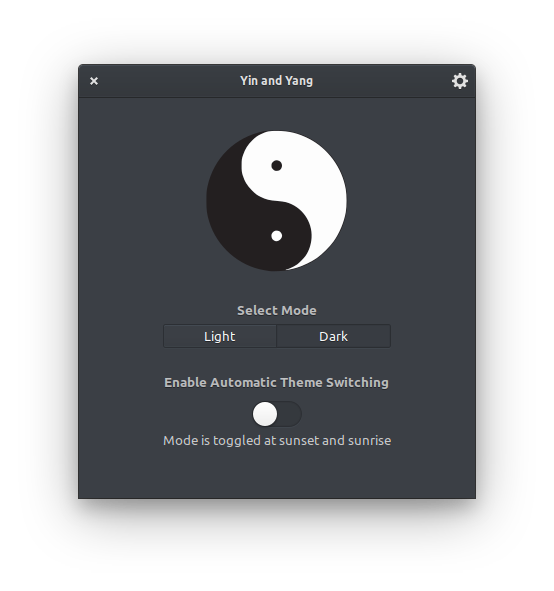 Yin and Yang
Select Mode
Light Dark
Enable Automatic Theme Switching
Mode is toggled at sunset and sunrise